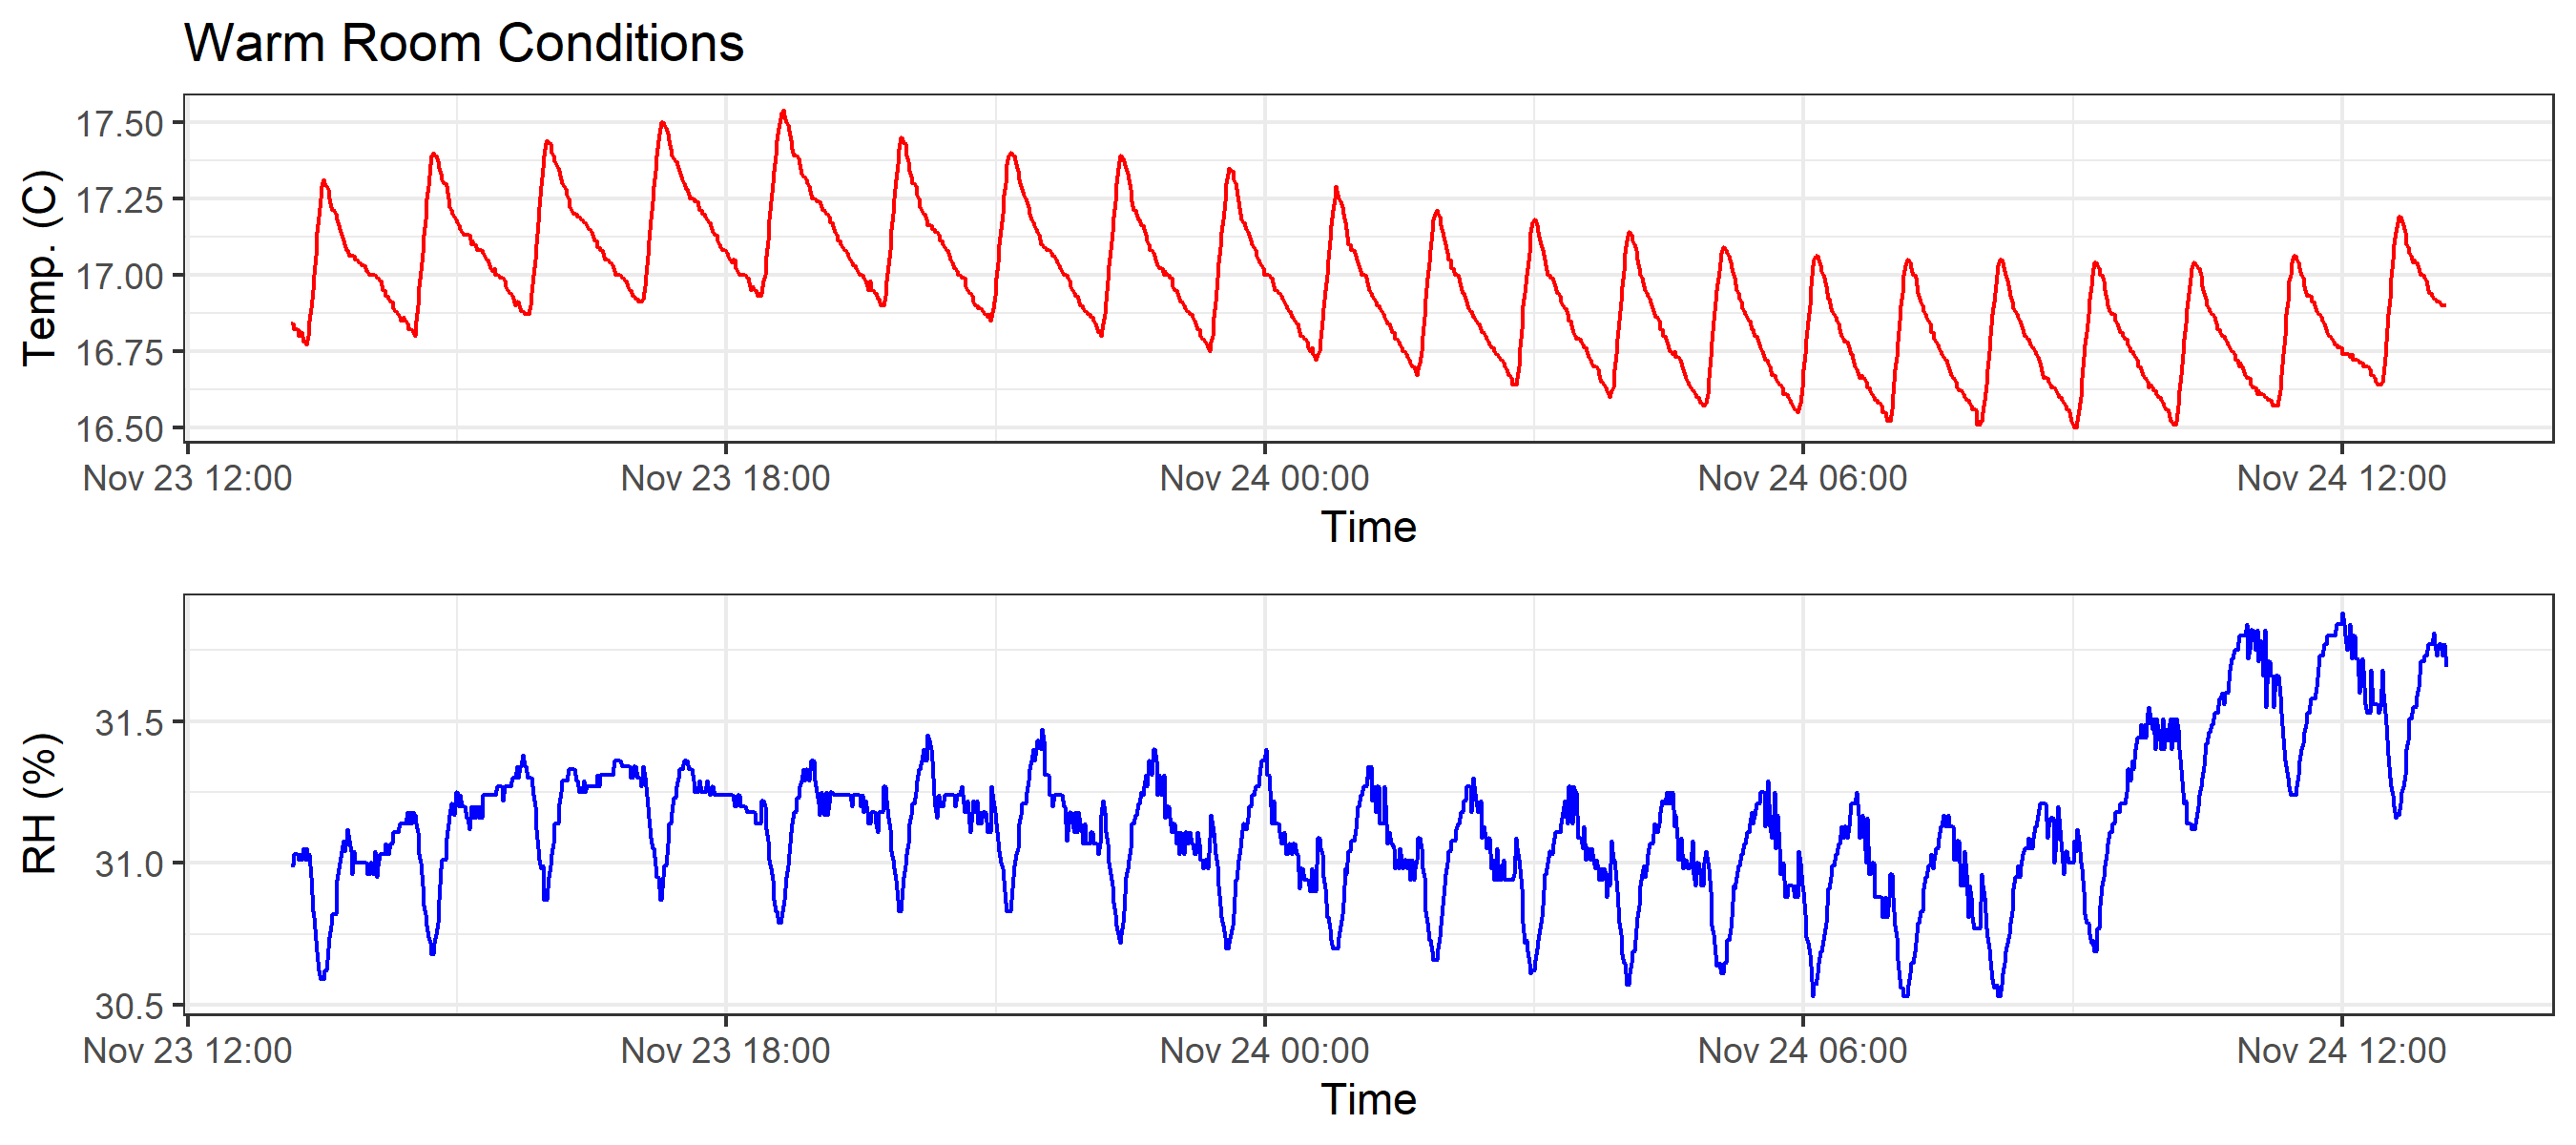 Warm Room Conditions
Temp. (C)
17.50
17.25
17.00
16.75
16.50
Nov 23 12:00 Nov 23 18:00 Nov 24 00:00 Nov 24 06:00 Nov 24 12:00
Time
RH (%)
31.5
31.0
30.5
Nov 23 12:00 Nov 23 18:00 Nov 24 00:00 Nov 24 06:00 Nov 24 12:00
Time